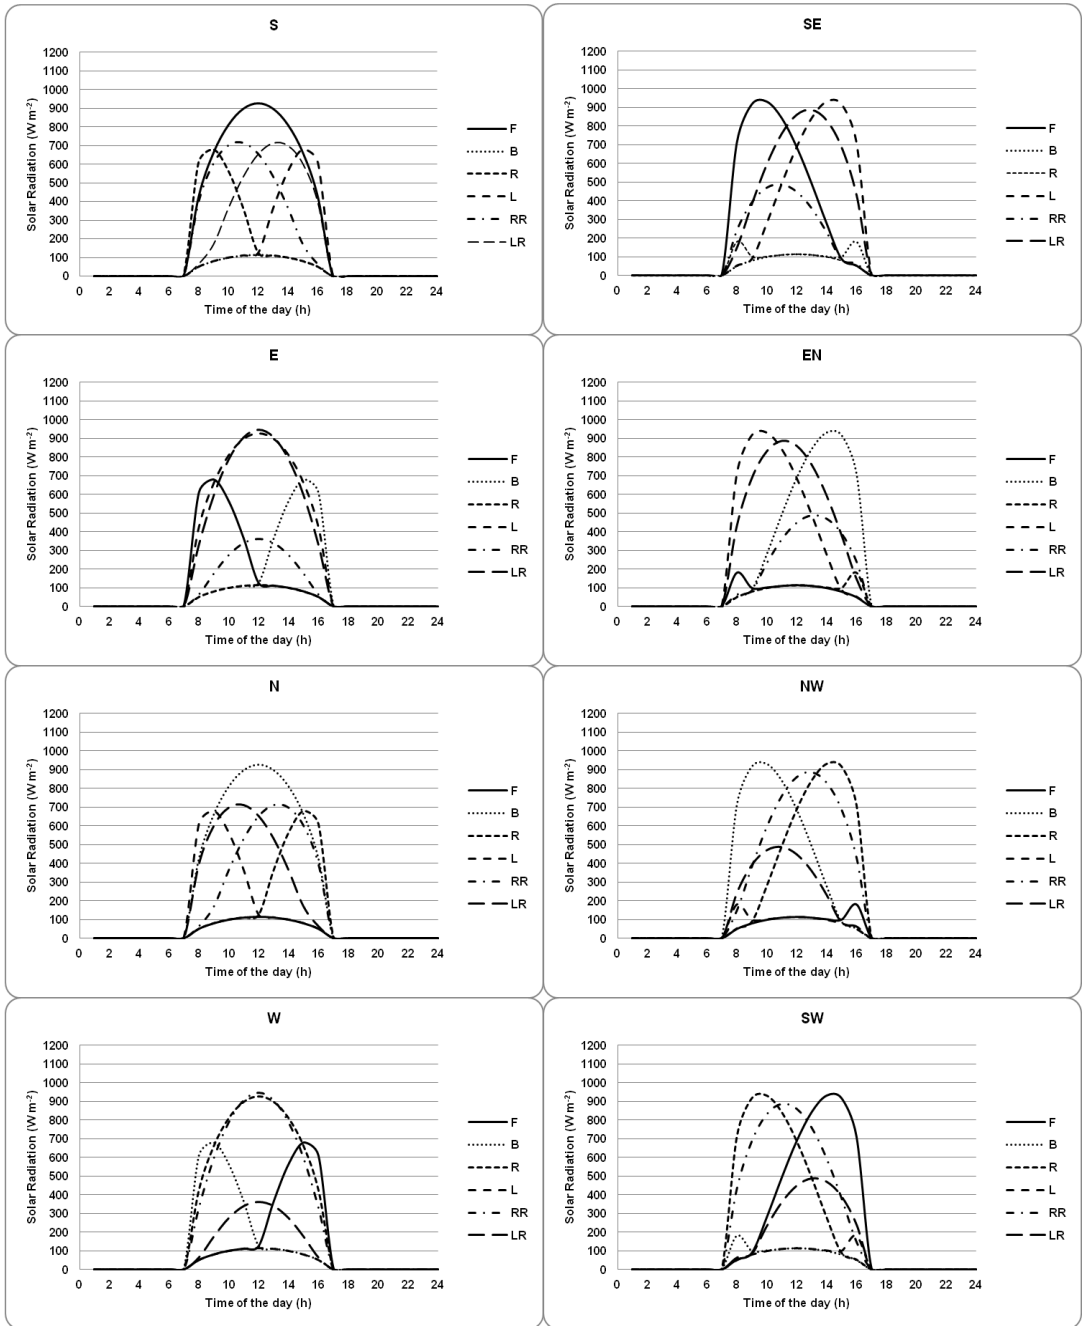 S
1200
1100
1000
900
800
700
600
500
400
300
200
100
0
Solar Radiation (W m-2)
0 2 4 6 8 10 12 14 16 18 20 22 24
Time of the day (h)
F
B
R
L
RR
LR
SE
1200
1100
1000
900
800
700
600
500
400
300
200
100
0
Solar Radiation (W m-2)
0 2 4 6 8 10 12 14 16 18 20 22 24
Time of the day (h)
F
B
R
L
RR
LR
E
1200
1100
1000
900
800
700
600
500
400
300
200
100
0
Solar Radiation (W m-2)
0 2 4 6 8 10 12 14 16 18 20 22 24
Time of the day (h)
F
B
R
L
RR
LR
EN
1200
1100
1000
900
800
700
600
500
400
300
200
100
0
Solar Radiation (W m-2)
0 2 4 6 8 10 12 14 16 18 20 22 24
Time of the day (h)
F
B
R
L
RR
LR
N
1200
1100
1000
900
800
700
600
500
400
300
200
100
0
Solar Radiation (W m-2)
0 2 4 6 8 10 12 14 16 18 20 22 24
Time of the day (h)
F
B
R
L
RR
LR
NW
1200
1100
1000
900
800
700
600
500
400
300
200
100
0
Solar Radiation (W m-2)
0 2 4 6 8 10 12 14 16 18 20 22 24
Time of the day (h)
F
B
R
L
RR
LR
W
1200
1100
1000
900
800
700
600
500
400
300
200
100
0
Solar Radiation (W m-2)
0 2 4 6 8 10 12 14 16 18 20 22 24
Time of the day (h)
F
B
R
L
RR
LR
SW
1200
1100
1000
900
800
700
600
500
400
300
200
100
0
Solar Radiation (W m-2)
0 2 4 6 8 10 12 14 16 18 20 22 24
Time of the day (h)
F
B
R
L
RR
LR